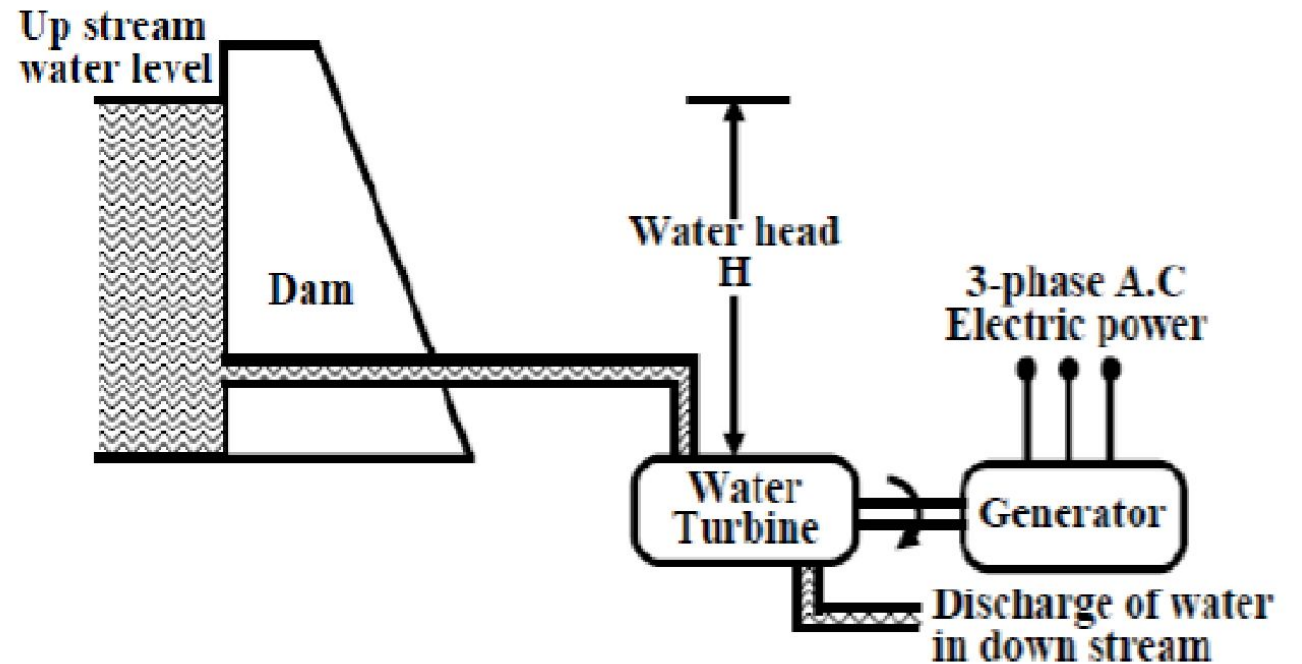 Up stream
water level
Dam
Water head
H
3-phase A.C
Electric power
Water
Turbine
Generator
Discharge of water
in down stream